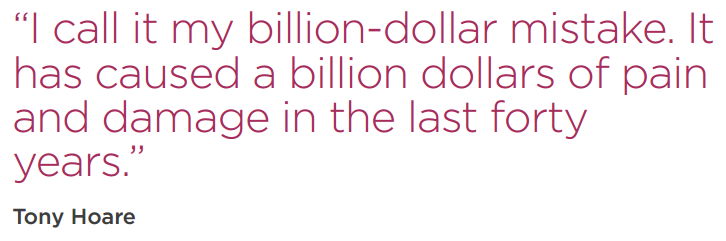 “I call it my billion-dollar mistake. It
has caused a billion dollars of pain
and damage in the last forty
years.”
Tony Hoare